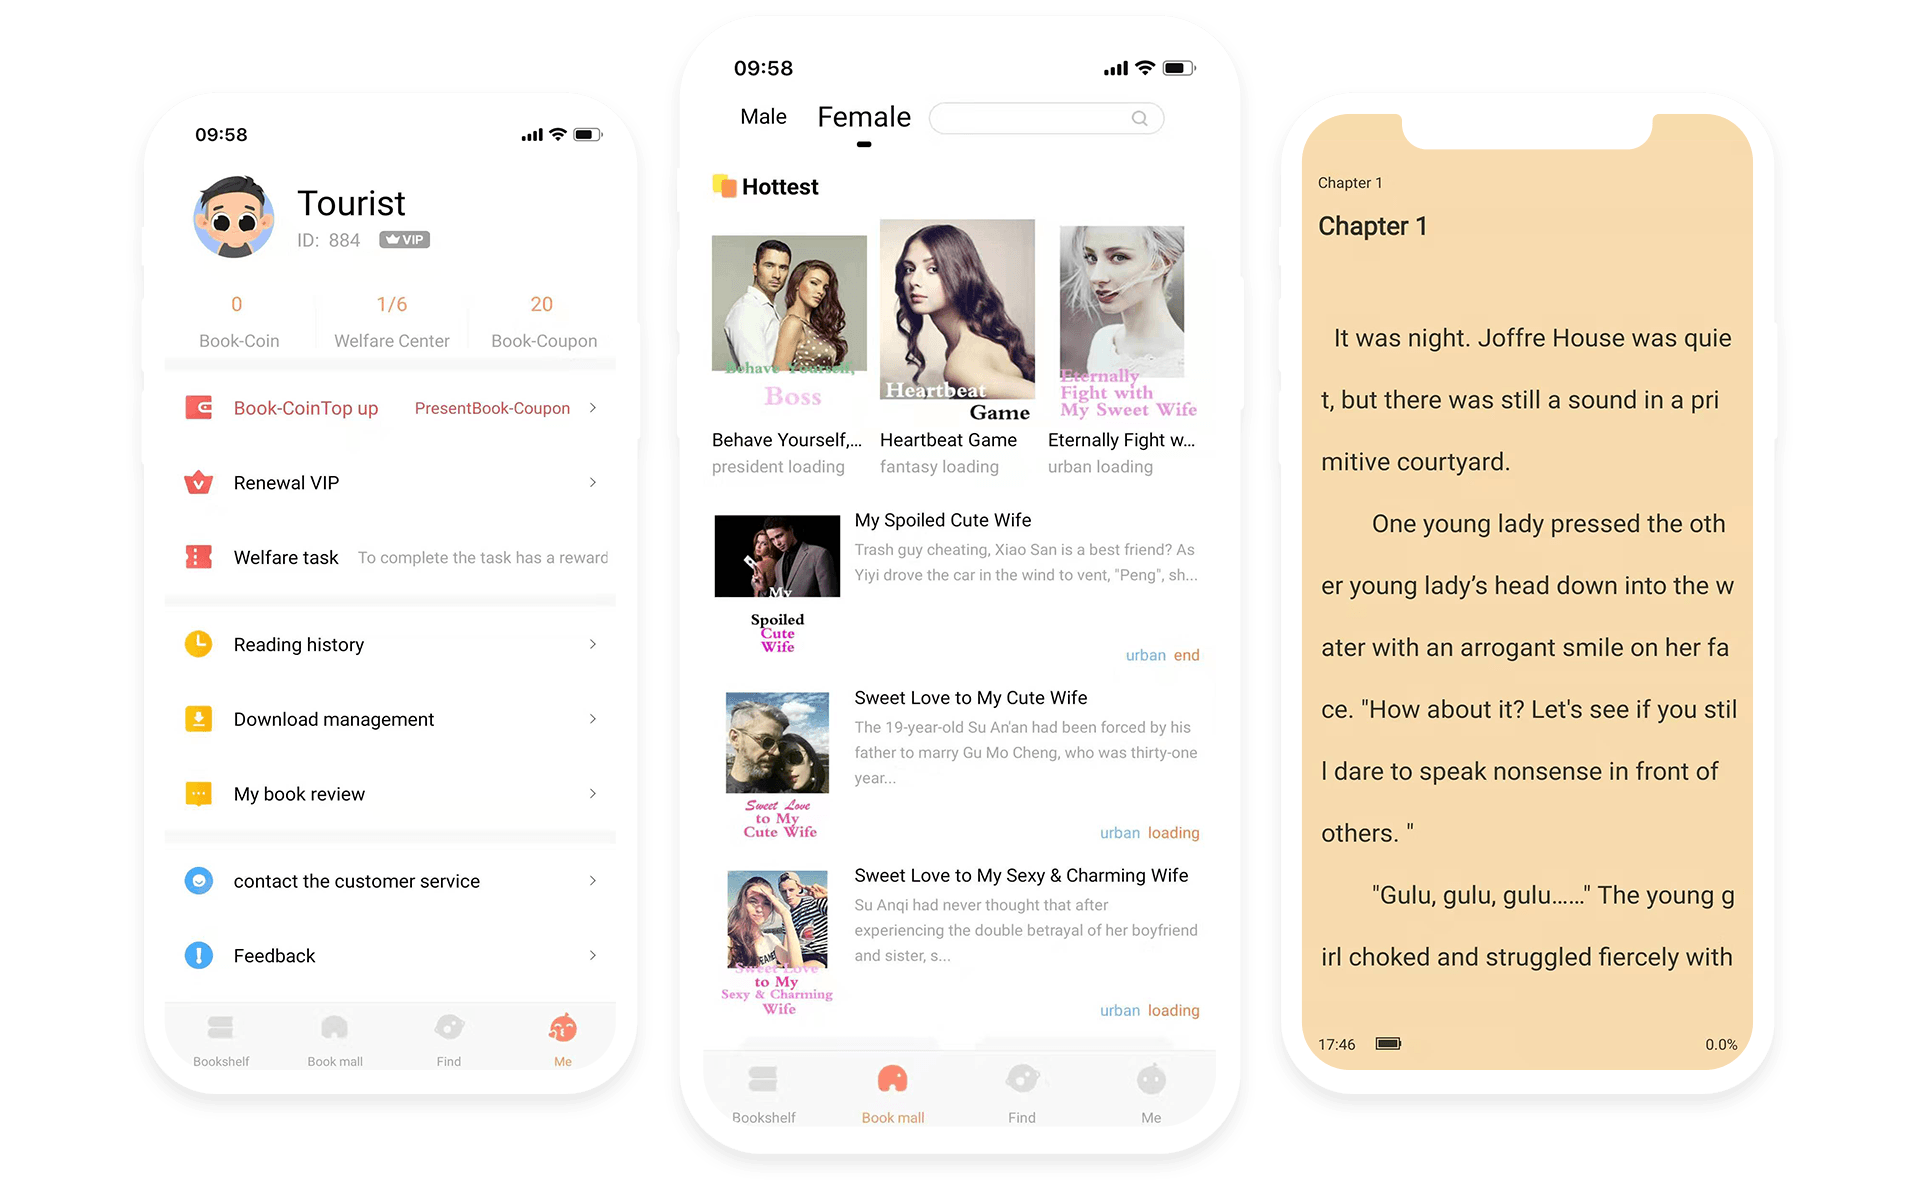 09:58
Tourist
ID: 884 VIP
0 1/6 20
Book-Coin Welfare Center Book-Coupon
Book-CoinTop up PresentBook-Coupon
Renewal VIP
Welfare task To complete the task has a reward
Reading history
Download management
My book review
contact the customer service
Feedback
Bookshelf Book mall Find Me
09:58
Male Female
Hottest
Behave Yourself,
Boss
Heartbeat
Game
Eternally
Fight with
My Sweet Wife
Behave Yourself,... Heartbeat Game Eternally Fight w...
president loading fantasy loading urban loading
My
Spoiled
Cute
Wife
My Spoiled Cute Wife
Trash guy cheating, Xiao San is a best friend? As
Yiyi drove the car in the wind to vent, "Peng", sh...
urban end
Sweet Love
to My
Cute Wife
Sweet Love to My Cute Wife
The 19-year-old Su An'an had been forced by his
father to marry Gu Mo Cheng, who was thirty-one
year...
urban loading
Sweet Love
to My
Sexy & Charming
Wife
Sweet Love to My Sexy & Charming Wife
Su Anqi had never thought that after
experiencing the double betrayal of her boyfriend
and sister, s...
urban loading
Bookshelf Book mall Find Me
Chapter 1
Chapter 1
It was night. Joffre House was quie
t, but there was still a sound in a pri
mitive courtyard.
One young lady pressed the oth
er young lady’s head down into the w
ater with an arrogant smile on her fa
ce. "How about it? Let's see if you stil
l dare to speak nonsense in front of
others. "
"Gulu, gulu, gulu......" The young g
irl choked and struggled fiercely with
17:46 0.0%